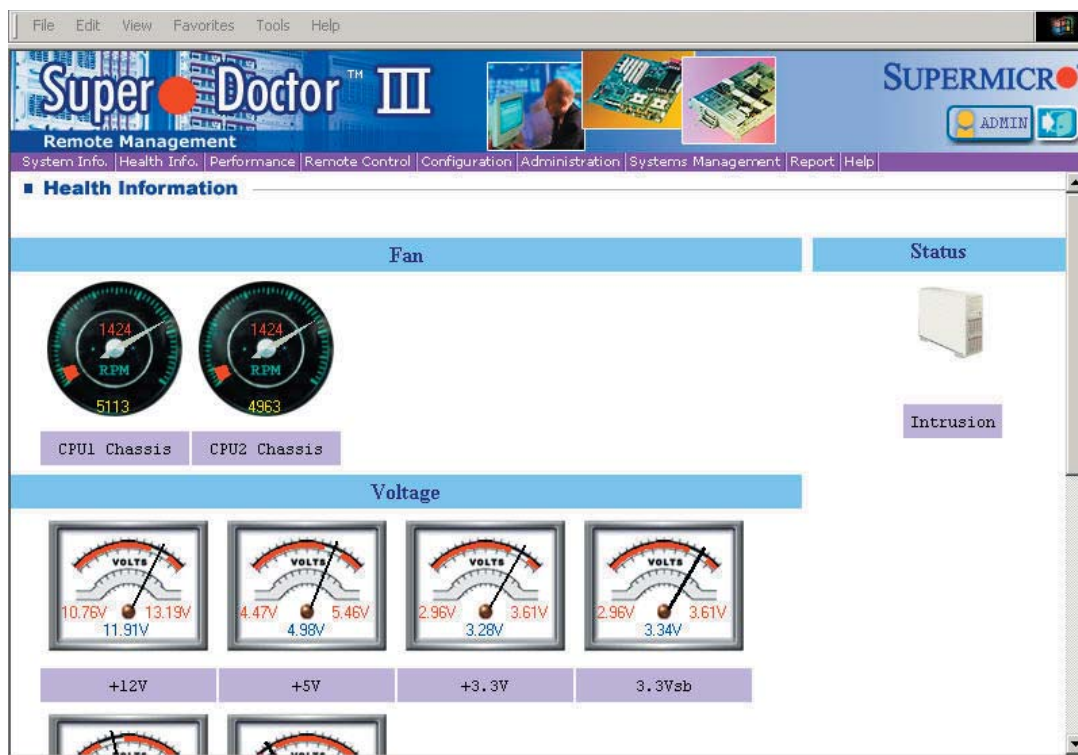 File Edit View Favorites Tools Help
Super Doctor™ III
Remote Management
SUPERMICRO
ADMIN
System Info. Health Info. Performance Remote Control Configuration Administration Systems Management Report Help
Health Information
Fan
Status
1424
RPM
5113
1424
RPM
4963
CPU1 Chassis
CPU2 Chassis
Intrusion
Voltage
VOLTS
10.76V 13.19V
11.91V
VOLTS
4.47V 5.46V
4.98V
VOLTS
2.96V 3.61V
3.28V
VOLTS
2.96V 3.61V
3.34V
+12V
+5V
+3.3V
3.3Vsb
VOLTS
VOLTS